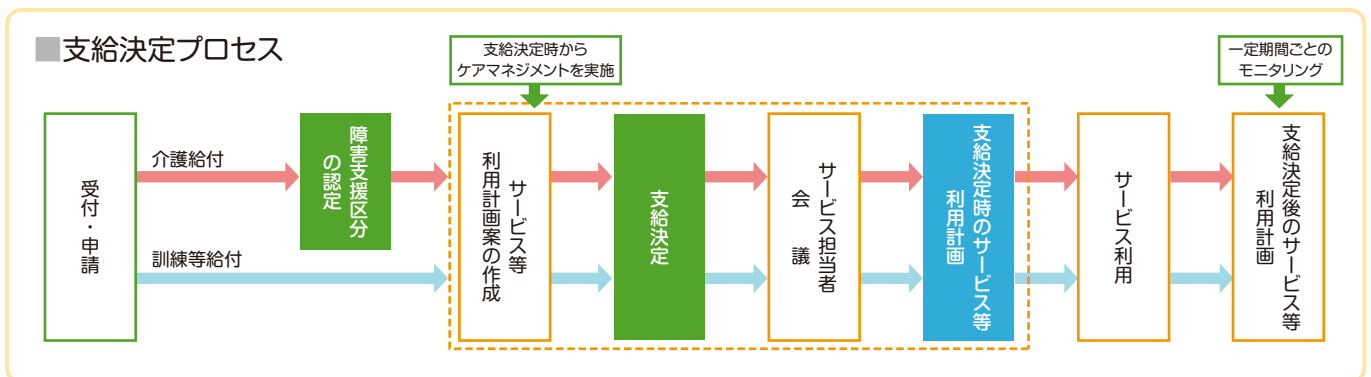 ■支給決定プロセス
支給決定時から
ケアマネジメントを実施
一定期間ごとの
モニタリング
受付・申請
介護給付
訓練等給付
障害支援区分
の認定
サービス等
利用計画案の作成
支給決定
サービス担当者
会議
支給決定時のサービス等
利用計画
サービス利用
支給決定後のサービス等
利用計画